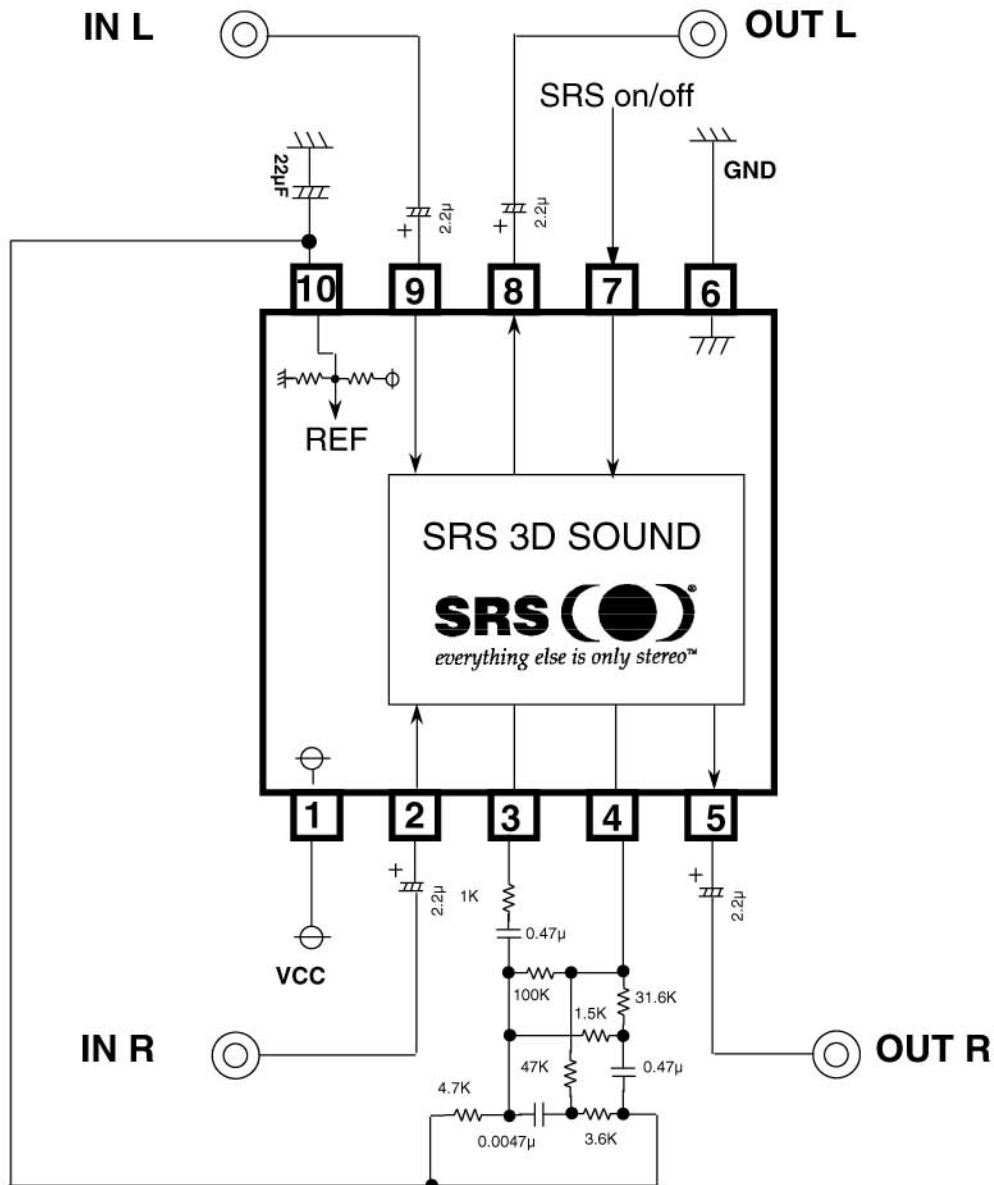 IN L
OUT L
SRS on/off
22µF
GND
2.2µ
2.2µ
+
+
10
9
8
7
6
REF
SRS 3D SOUND
SRS ®
everything else is only stereo™
1
2
3
4
5
+
2.2µ
1K
+
2.2µ
0.47µ
VCC
100K
31.6K
1.5K
IN R
OUT R
47K
0.47µ
4.7K
0.0047µ
3.6K